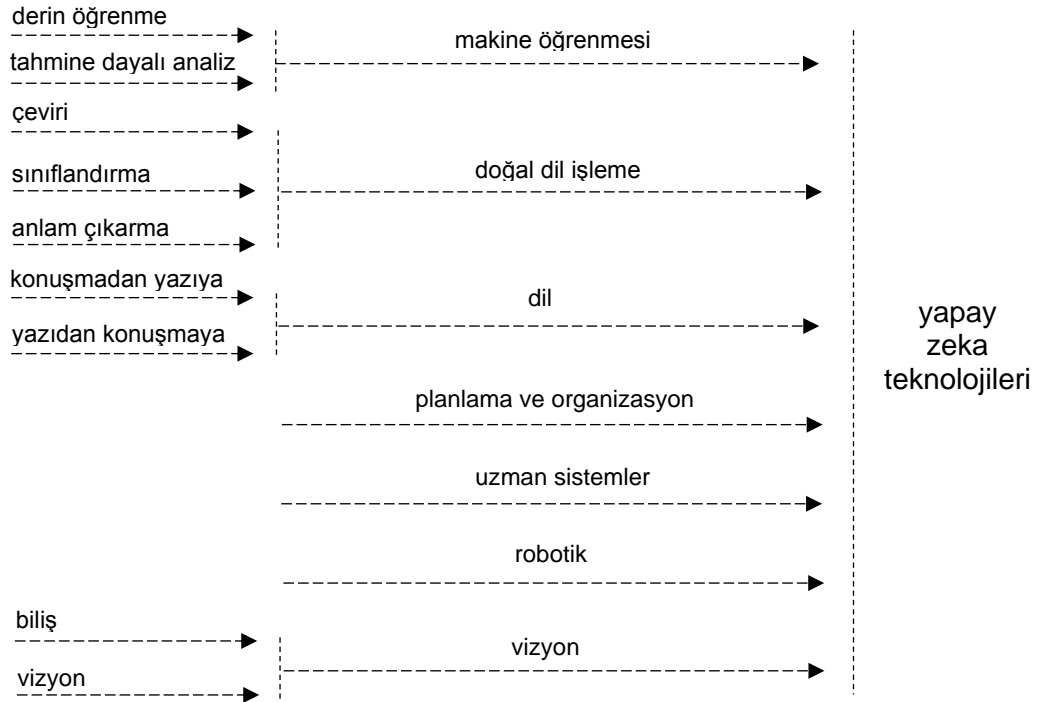 derin öğrenme
makine öğrenmesi
tahmine dayalı analiz
çeviri
sınıflandırma
doğal dil işleme
anlam çıkarma
konuşmadan yazıya
dil
yazıdan konuşmaya
yapay
zeka
teknolojileri
planlama ve organizasyon
uzman sistemler
robotik
biliş
vizyon
vizyon